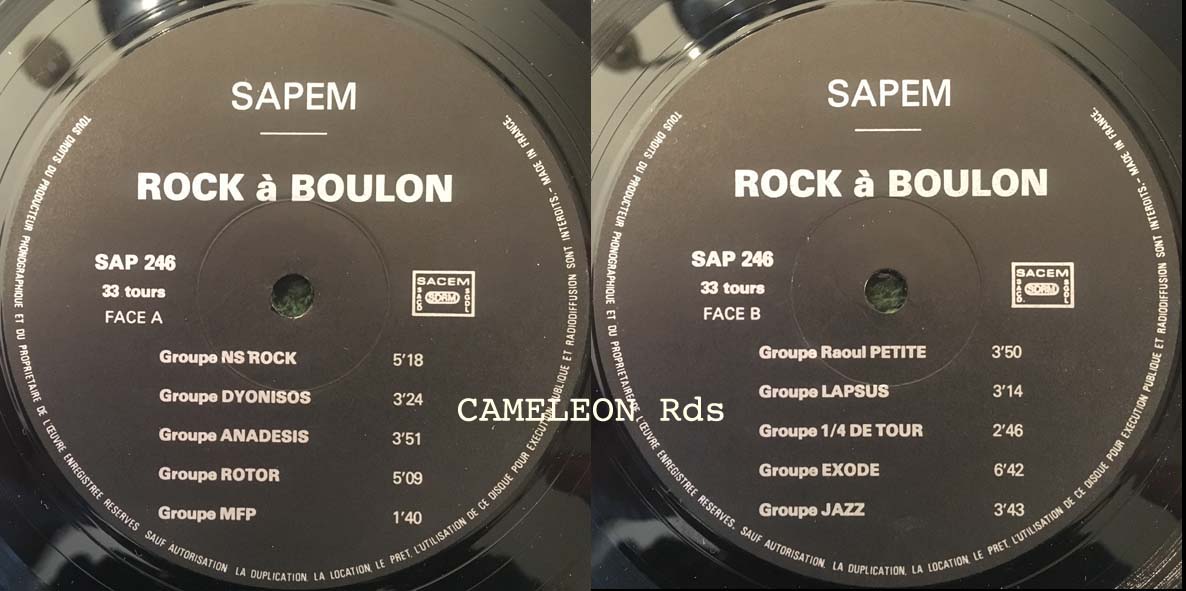 SAPEM
ROCK à BOULON
SAP 246
33 tours
FACE A
SACEM
SACD
SDRM
SGDL
Groupe NS ROCK 5'18
Groupe DYONISOS 3'24
Groupe ANADESIS 3'51
Groupe ROTOR 5'09
Groupe MFP 1'40
TOUS DROITS DU PRODUCTEUR PHONOGRAPHIQUE ET DU PROPRIETAIRE DE L'ŒUVRE ENREGISTREE RESERVES. SAUF AUTORISATION LA DUPLICATION, LA LOCATION, LE PRET, L'UTILISATION DE CE DISQUE POUR EXECUTION PUBLIQUE ET RADIODIFFUSION SONT INTERDITS. - MADE IN FRANCE.
CAMELEON Rds
SAPEM
ROCK à BOULON
SAP 246
33 tours
FACE B
SACEM
SACD
SDRM
SGDL
Groupe Raoul PETITE 3'50
Groupe LAPSUS 3'14
Groupe 1/4 DE TOUR 2'46
Groupe EXODE 6'42
Groupe JAZZ 3'43
TOUS DROITS DU PRODUCTEUR PHONOGRAPHIQUE ET DU PROPRIETAIRE DE L'ŒUVRE ENREGISTREE RESERVES. SAUF AUTORISATION LA DUPLICATION, LA LOCATION, LE PRET, L'UTILISATION DE CE DISQUE POUR EXECUTION PUBLIQUE ET RADIODIFFUSION SONT INTERDITS. - MADE IN FRANCE.